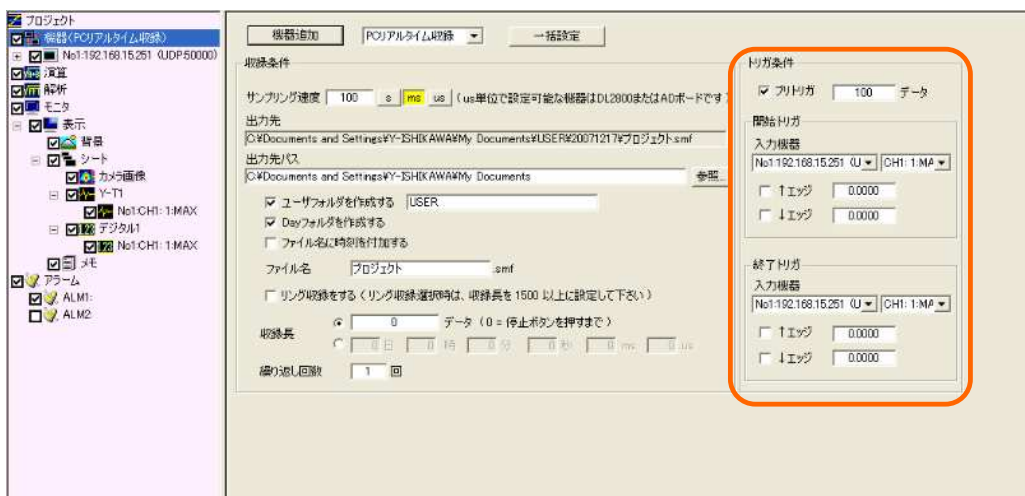 プロジェクト
機器(PCリアルタイム収録)
No1:192.168.15.251 (UDP:50000)
演算
解析
モニタ
表示
背景
シート
カメラ画像
Y-T1
No1:CH1: 1:MAX
デジタル1
No1:CH1: 1:MAX
メモ
アラーム
ALM1:
ALM2:
機器追加 PCリアルタイム収録 一括設定
収録条件
サンプリング速度 100 s ms us (us単位で設定可能な機器はDL2800またはADボードです
出力先
C:¥Documents and Settings¥Y-ISHIKAWA¥My Documents¥USER¥20071217¥プロジェクト.smf
出力先パス
C:¥Documents and Settings¥Y-ISHIKAWA¥My Documents 参照...
ユーザフォルダを作成する USER
Dayフォルダを作成する
ファイル名に時刻を付加する
ファイル名 プロジェクト .smf
リング収録をする(リング収録選択時は、収録長を1500 以上に設定して下さい)
収録長 0 データ (0 = 停止ボタンを押すまで)
0 日 0 時 0 分 0 秒 0 ms 0 us
繰り返し回数 1 回
トリガ条件
プリトリガ 100 データ
開始トリガ
入力機器
No1:192.168.15.251 (U CH1: 1:MA
↑エッジ 0.0000
↓エッジ 0.0000
終了トリガ
入力機器
No1:192.168.15.251 (U CH1: 1:MA
↑エッジ 0.0000
↓エッジ 0.0000